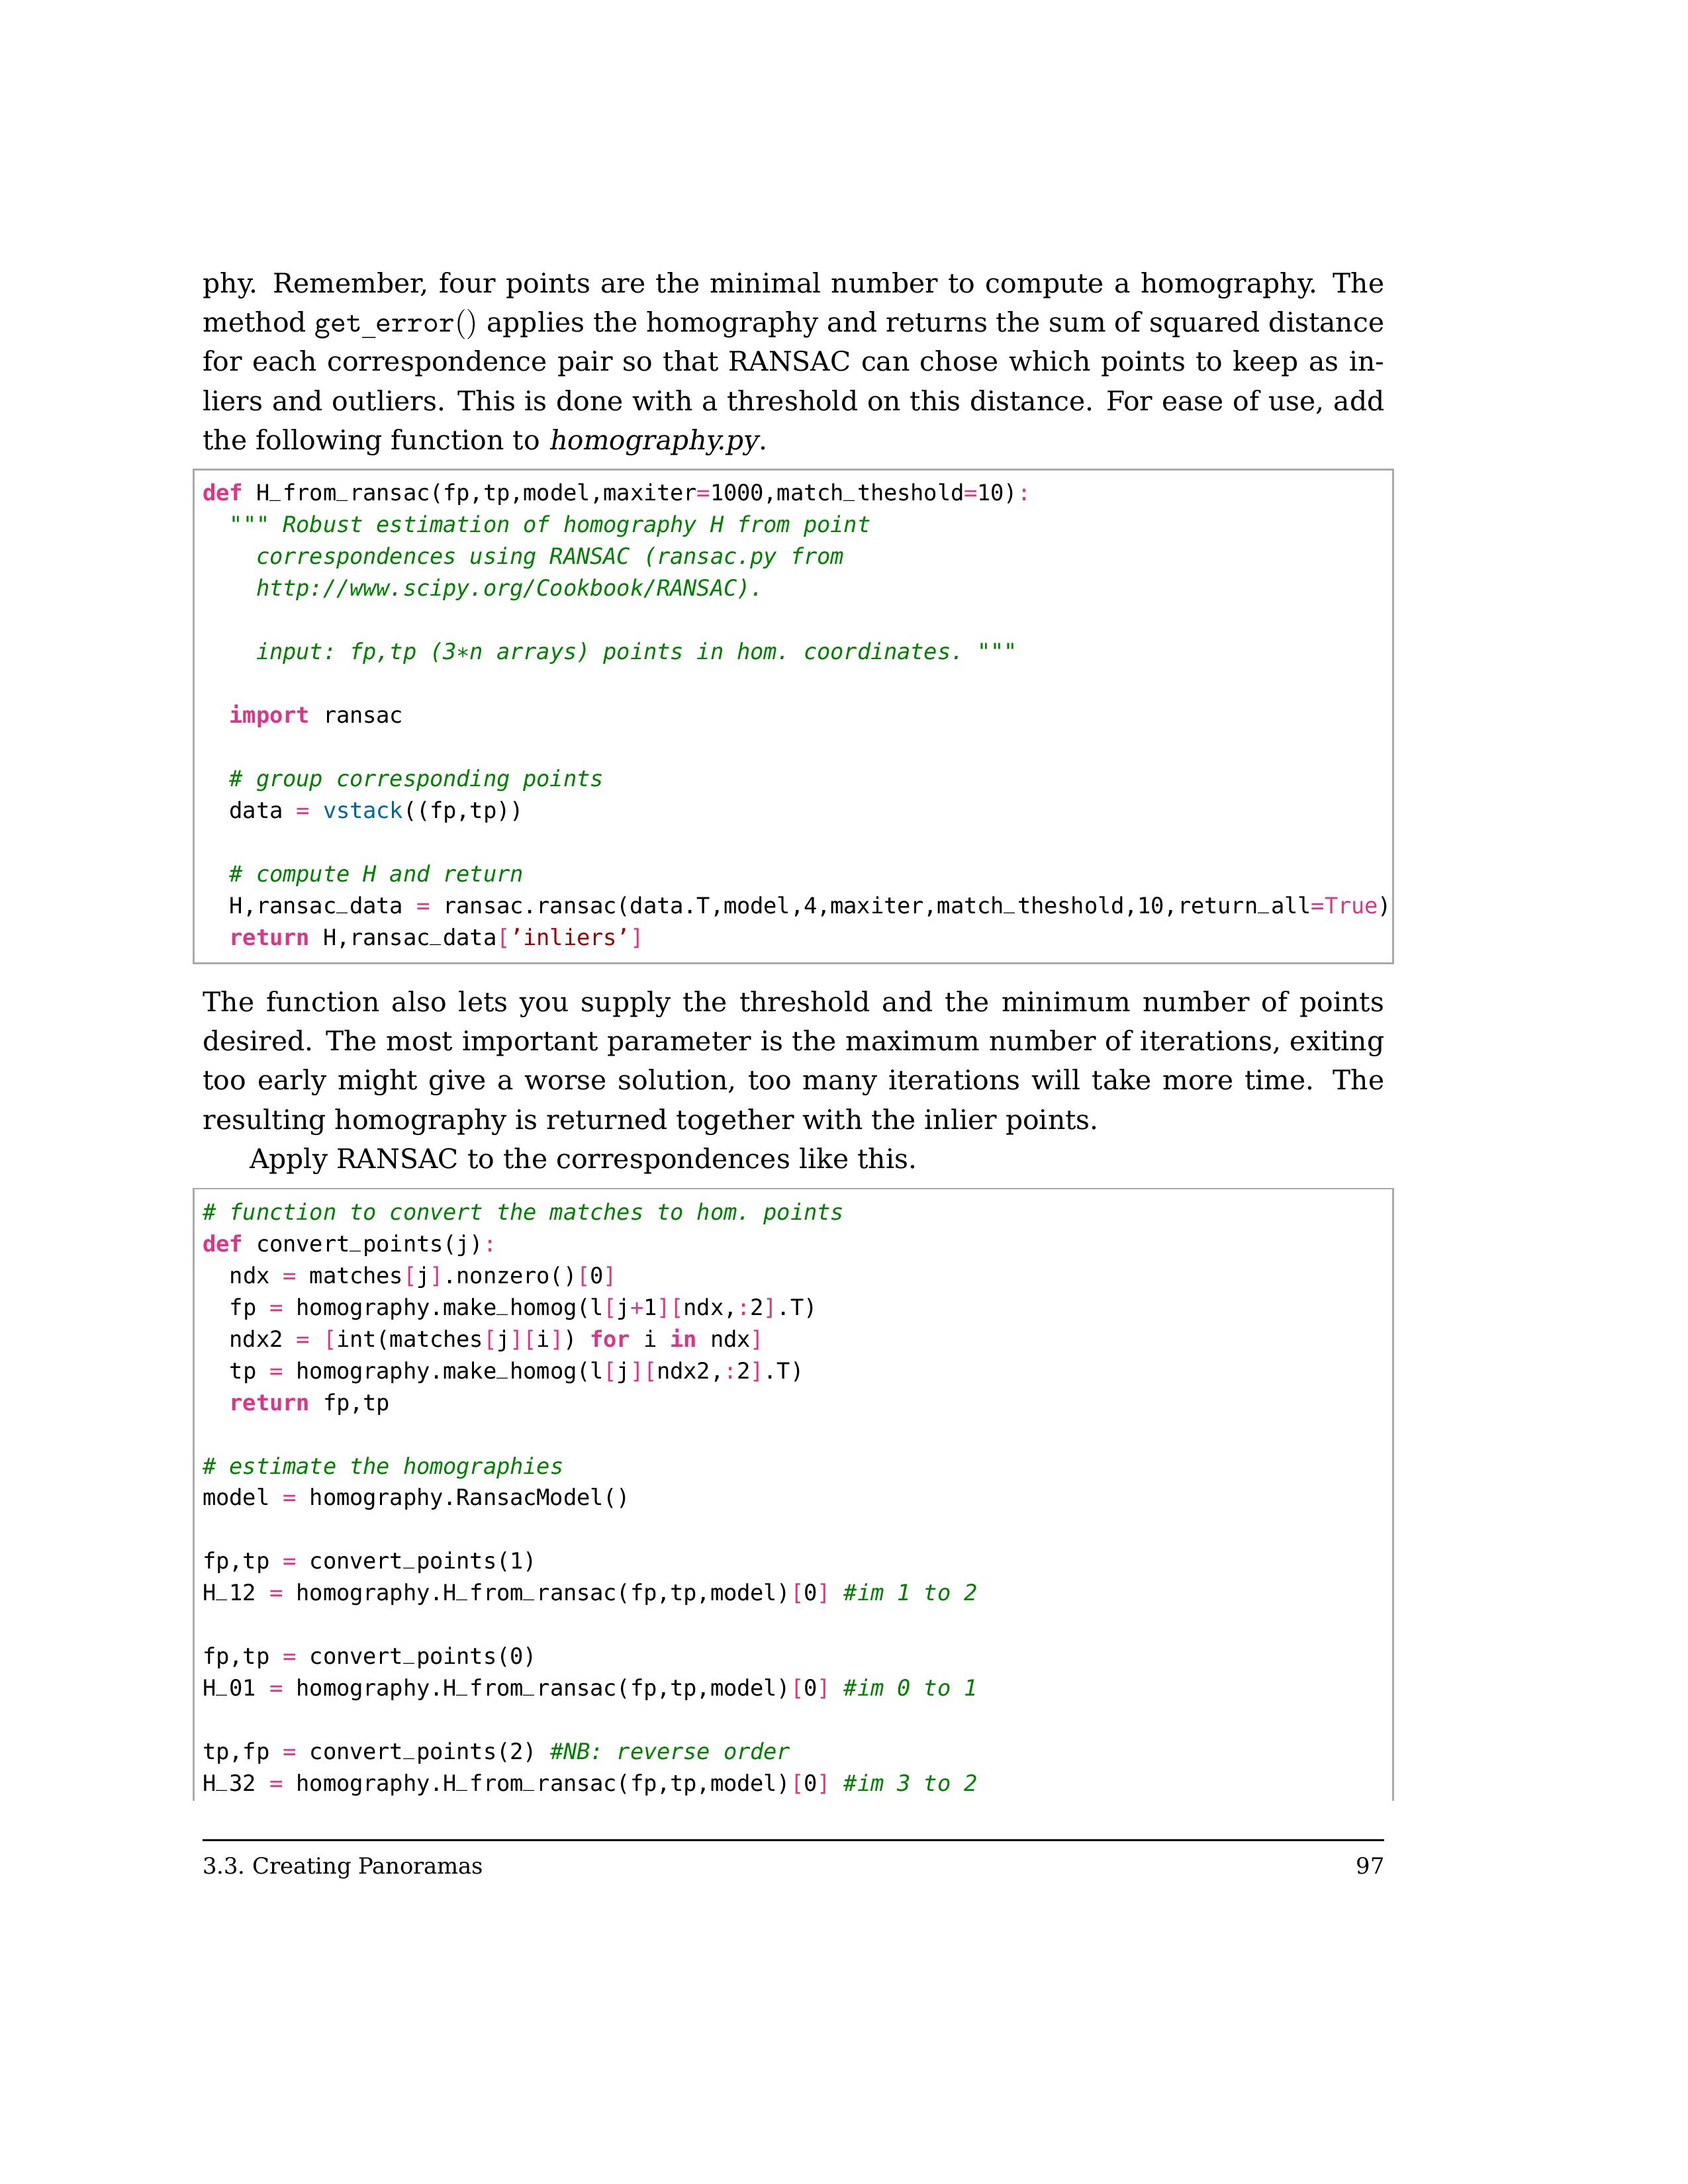 phy. Remember, four points are the minimal number to compute a homography. The
method get_error() applies the homography and returns the sum of squared distance
for each correspondence pair so that RANSAC can chose which points to keep as in-
liers and outliers. This is done with a threshold on this distance. For ease of use, add
the following function to homography.py.
def H_from_ransac(fp,tp,model,maxiter=1000,match_theshold=10):
  """ Robust estimation of homography H from point
    correspondences using RANSAC (ransac.py from
    http://www.scipy.org/Cookbook/RANSAC).
    input: fp,tp (3*n arrays) points in hom. coordinates. """
  import ransac
  # group corresponding points
  data = vstack((fp,tp))
  # compute H and return
  H,ransac_data = ransac.ransac(data.T,model,4,maxiter,match_theshold,10,return_all=True)
  return H,ransac_data[’inliers’]
The function also lets you supply the threshold and the minimum number of points
desired. The most important parameter is the maximum number of iterations, exiting
too early might give a worse solution, too many iterations will take more time. The
resulting homography is returned together with the inlier points.
Apply RANSAC to the correspondences like this.
# function to convert the matches to hom. points
def convert_points(j):
  ndx = matches[j].nonzero()[0]
  fp = homography.make_homog(l[j+1][ndx,:2].T)
  ndx2 = [int(matches[j][i]) for i in ndx]
  tp = homography.make_homog(l[j][ndx2,:2].T)
  return fp,tp
# estimate the homographies
model = homography.RansacModel()
fp,tp = convert_points(1)
H_12 = homography.H_from_ransac(fp,tp,model)[0] #im 1 to 2
fp,tp = convert_points(0)
H_01 = homography.H_from_ransac(fp,tp,model)[0] #im 0 to 1
tp,fp = convert_points(2) #NB: reverse order
H_32 = homography.H_from_ransac(fp,tp,model)[0] #im 3 to 2
3.3. Creating Panoramas 97